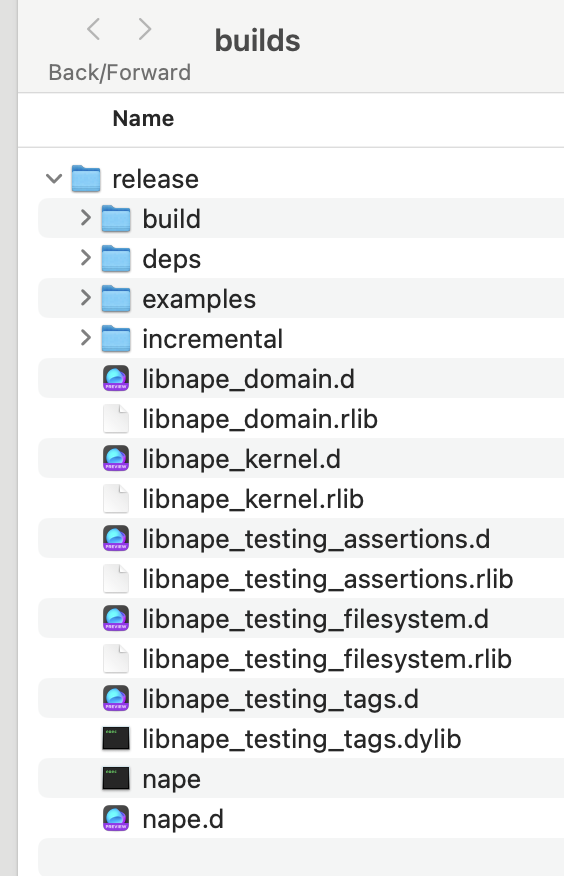 builds
Back/Forward
Name
release
build
deps
examples
incremental
libnape_domain.d
libnape_domain.rlib
libnape_kernel.d
libnape_kernel.rlib
libnape_testing_assertions.d
libnape_testing_assertions.rlib
libnape_testing_filesystem.d
libnape_testing_filesystem.rlib
libnape_testing_tags.d
libnape_testing_tags.dylib
nape
nape.d